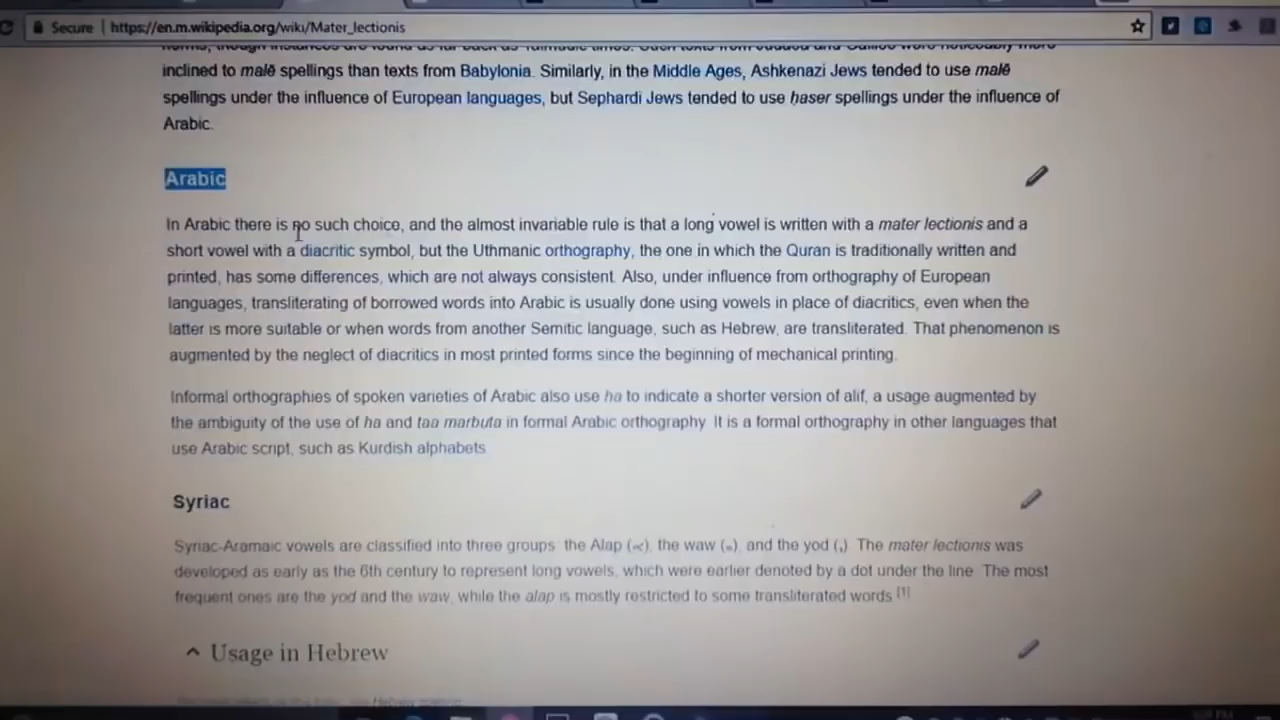 Secure | https://en.m.wikipedia.org/wiki/Mater_lectionis
inclined to malē spellings than texts from Babylonia. Similarly, in the Middle Ages, Ashkenazi Jews tended to use malē
spellings under the influence of European languages, but Sephardi Jews tended to use ḥaser spellings under the influence of
Arabic.
Arabic
In Arabic there is no such choice, and the almost invariable rule is that a long vowel is written with a mater lectionis and a
short vowel with a diacritic symbol, but the Uthmanic orthography, the one in which the Quran is traditionally written and
printed, has some differences, which are not always consistent. Also, under influence from orthography of European
languages, transliterating of borrowed words into Arabic is usually done using vowels in place of diacritics, even when the
latter is more suitable or when words from another Semitic language, such as Hebrew, are transliterated. That phenomenon is
augmented by the neglect of diacritics in most printed forms since the beginning of mechanical printing.
Informal orthographies of spoken varieties of Arabic also use ha to indicate a shorter version of alif, a usage augmented by
the ambiguity of the use of ha and taa marbuta in formal Arabic orthography. It is a formal orthography in other languages that
use Arabic script, such as Kurdish alphabets.
Syriac
Syriac-Aramaic vowels are classified into three groups: the Alap (ܐ), the waw (ܘ), and the yod (ܝ). The mater lectionis was
developed as early as the 6th century to represent long vowels, which were earlier denoted by a dot under the line. The most
frequent ones are the yod and the waw, while the alap is mostly restricted to some transliterated words.[1]
Usage in Hebrew